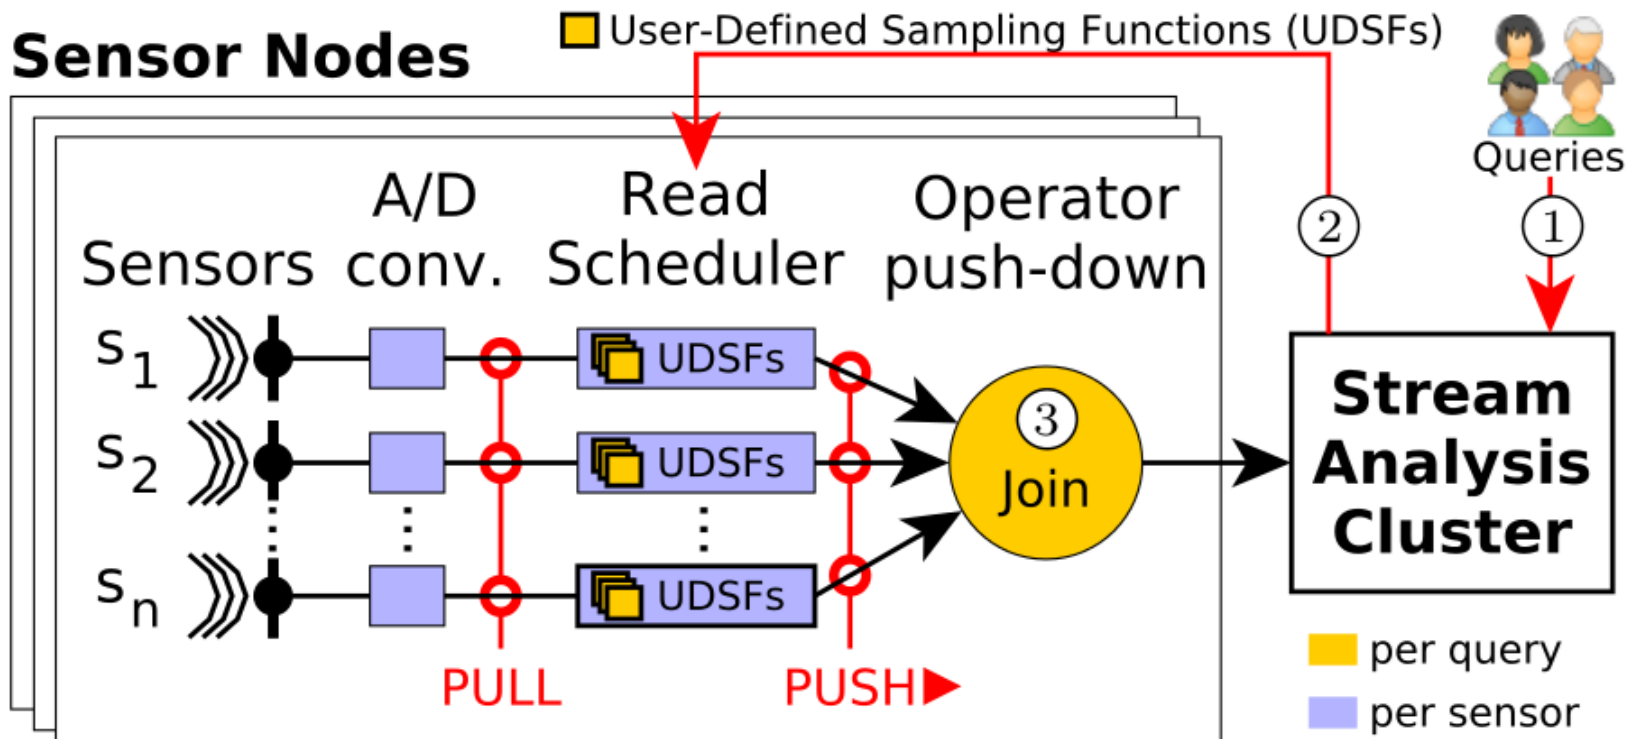 User-Defined Sampling Functions (UDSFs)
Sensor Nodes
Queries
2
1
Sensors
A/D
conv.
Read
Scheduler
Operator
push-down
s1
UDSFs
s2
UDSFs
sn
UDSFs
3
Join
Stream
Analysis
Cluster
PULL
PUSH
per query
per sensor